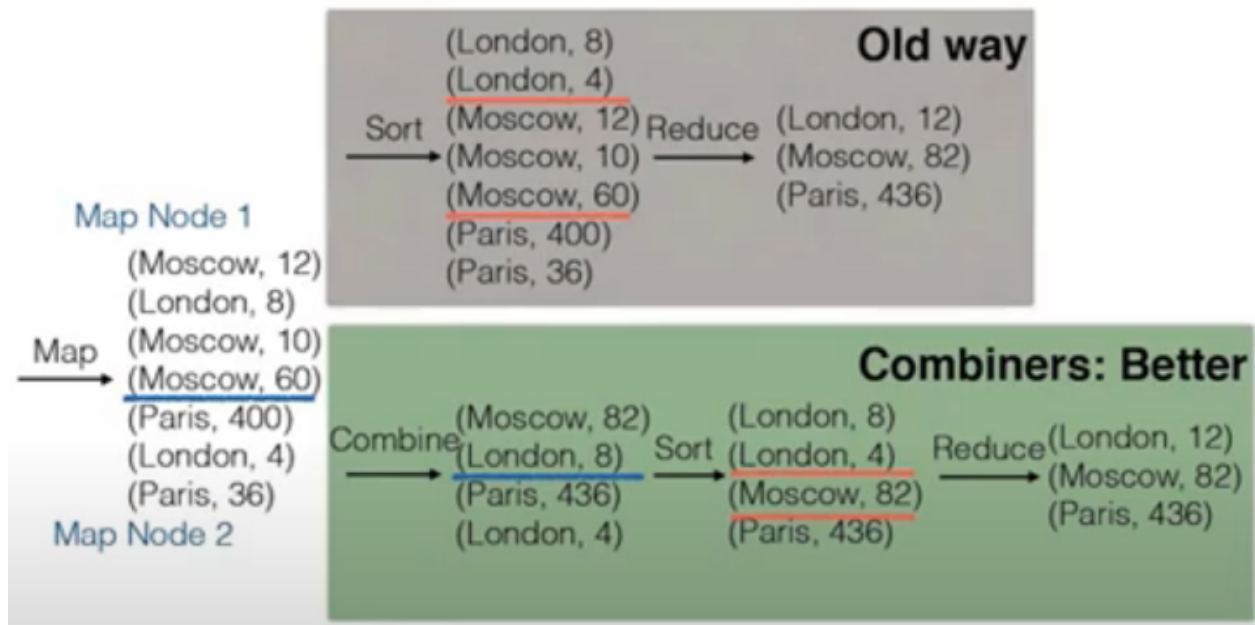 Old way
(London, 8)
(London, 4)
Sort
(Moscow, 12)
(Moscow, 10)
(Moscow, 60)
(Paris, 400)
(Paris, 36)
Reduce
(London, 12)
(Moscow, 82)
(Paris, 436)
Map Node 1
Map
(Moscow, 12)
(London, 8)
(Moscow, 10)
(Moscow, 60)
(Paris, 400)
(London, 4)
(Paris, 36)
Map Node 2
Combiners: Better
Combine
(Moscow, 82)
(London, 8)
(Paris, 436)
(London, 4)
Sort
(London, 8)
(London, 4)
(Moscow, 82)
(Paris, 436)
Reduce
(London, 12)
(Moscow, 82)
(Paris, 436)